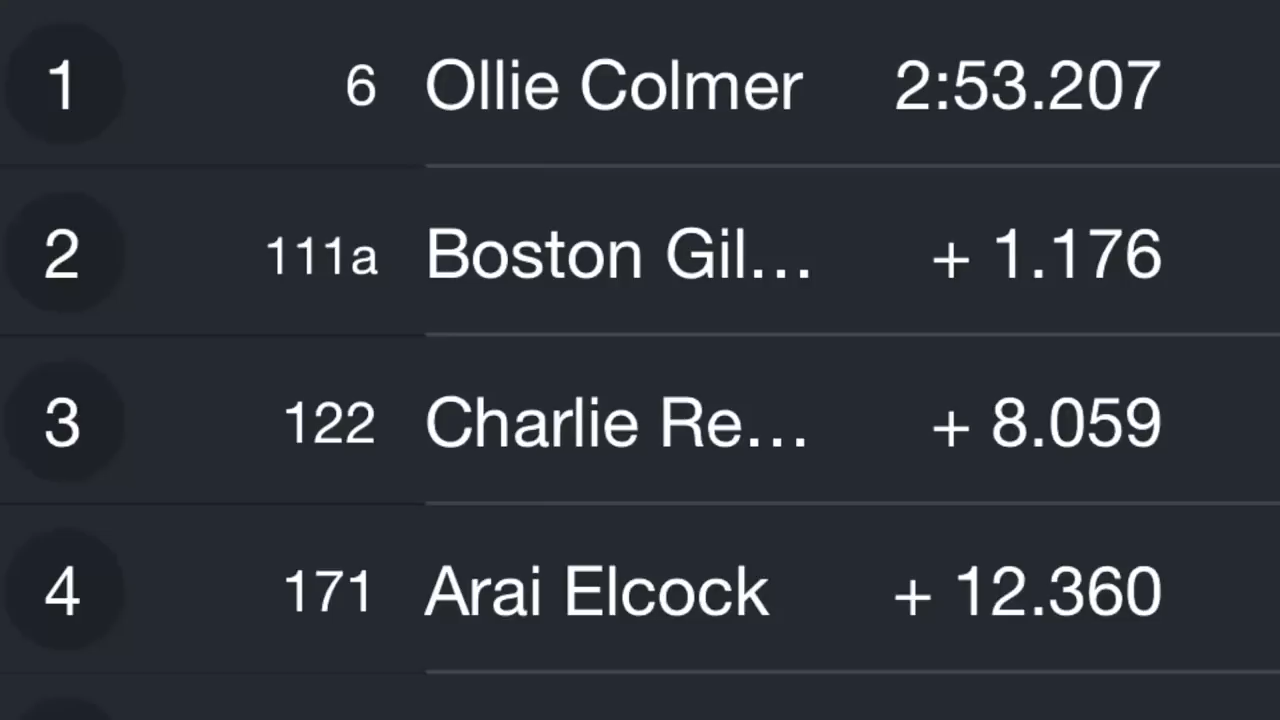 1 6 Ollie Colmer 2:53.207
2 111a Boston Gil... + 1.176
3 122 Charlie Re... + 8.059
4 171 Arai Elcock + 12.360